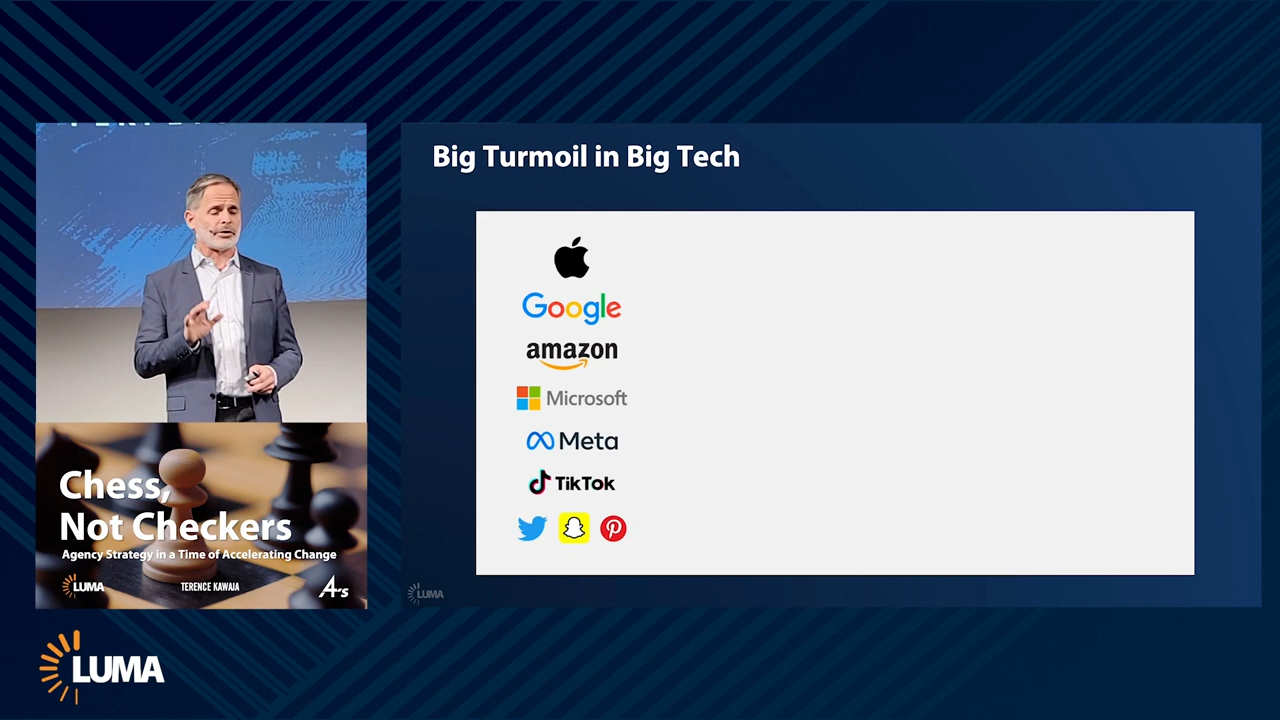 Big Turmoil in Big Tech
Google
amazon
Microsoft
Meta
TikTok
LUMA
Chess,
Not Checkers
Agency Strategy in a Time of Accelerating Change
LUMA
TERENCE KAWAJA
4A's
LUMA